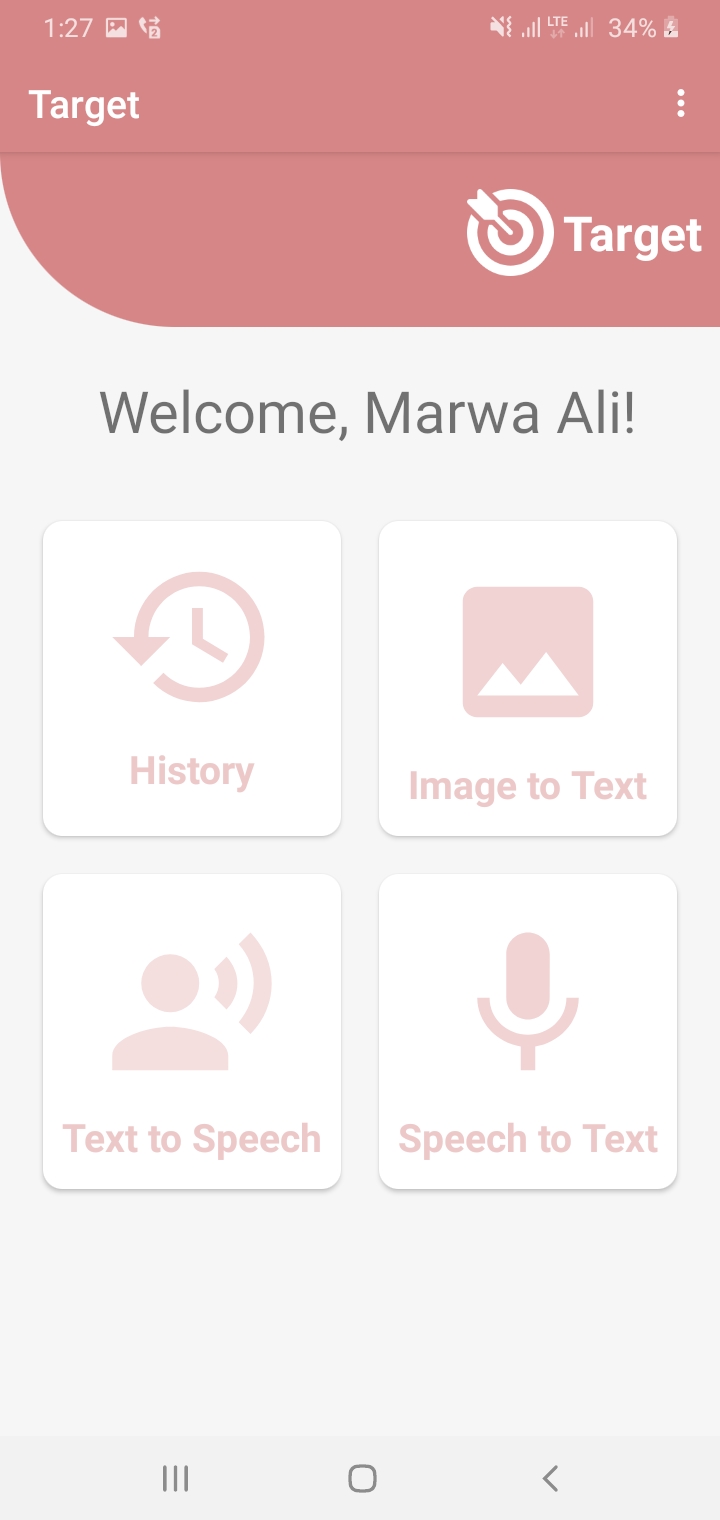 1:27
2
LTE
34%
Target
Target
Welcome, Marwa Ali!
History
Image to Text
Text to Speech
Speech to Text